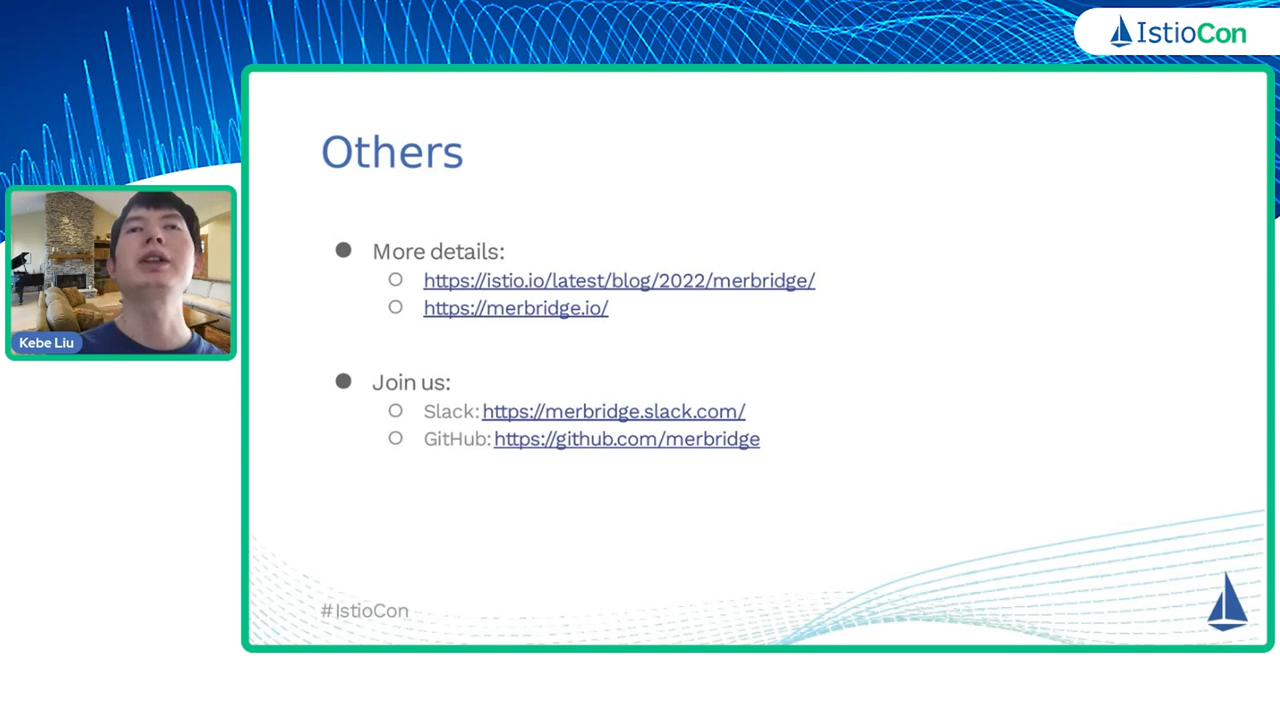 IstioCon
Others
More details:
https://istio.io/latest/blog/2022/merbridge/
https://merbridge.io/
Kebe Liu
Join us:
Slack: https://merbridge.slack.com/
GitHub: https://github.com/merbridge
#IstioCon